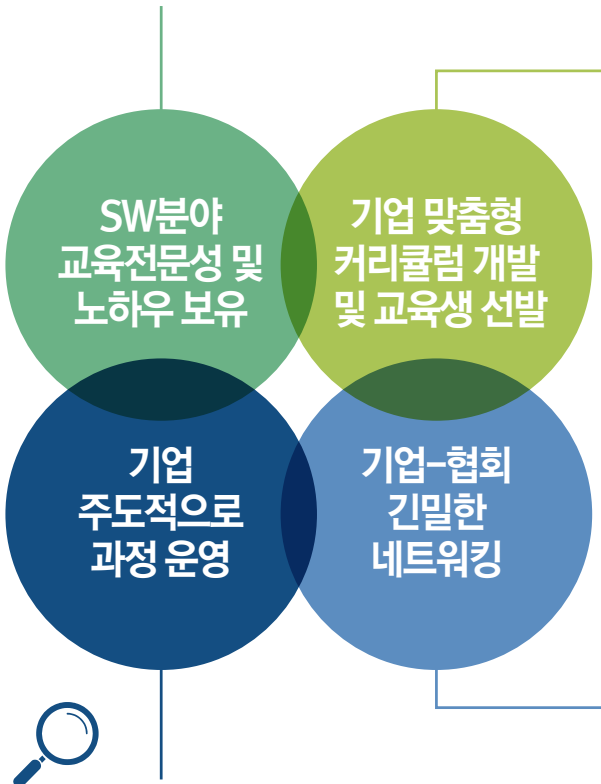 SW분야
교육전문성 및
노하우 보유
기업 맞춤형
커리큘럼 개발
및 교육생 선발
기업
주도적으로
과정 운영
기업-협회
긴밀한
네트워킹